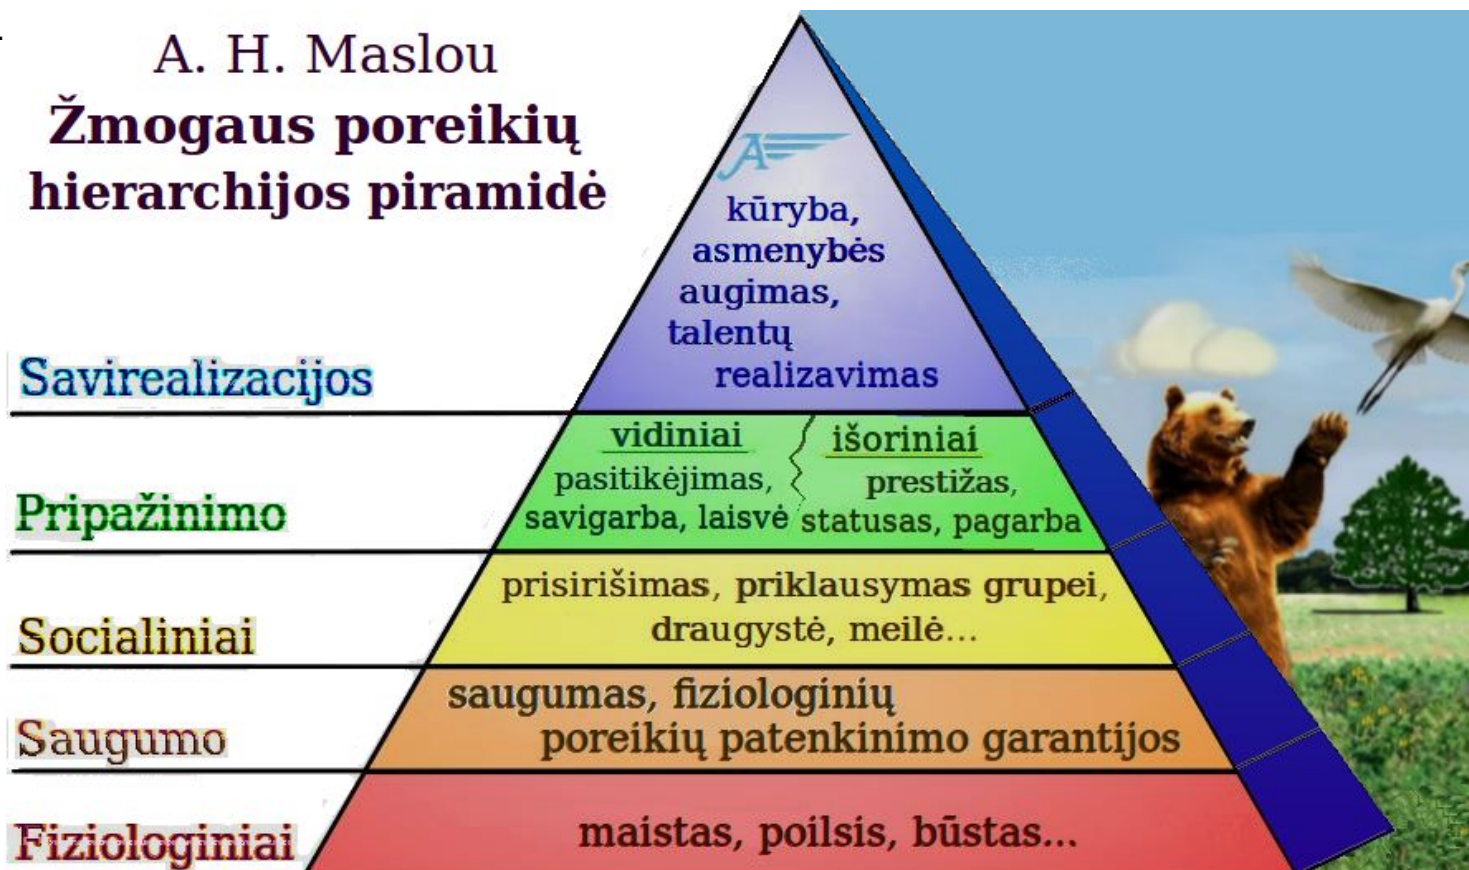 A. H. Maslou
Žmogaus poreikių
hierarchijos piramidė
A
kūryba,
asmenybės
augimas,
talentų
realizavimas
Savirealizacijos
vidiniai
pasitikėjimas,
savigarba, laisvė
išoriniai
prestižas,
statusas, pagarba
Pripažinimo
prisirišimas, priklausymas grupei,
draugystė, meilė...
Socialiniai
saugumas, fiziologinių
poreikių patenkinimo garantijos
Saugumo
maistas, poilsis, būstas...
Fiziologiniai